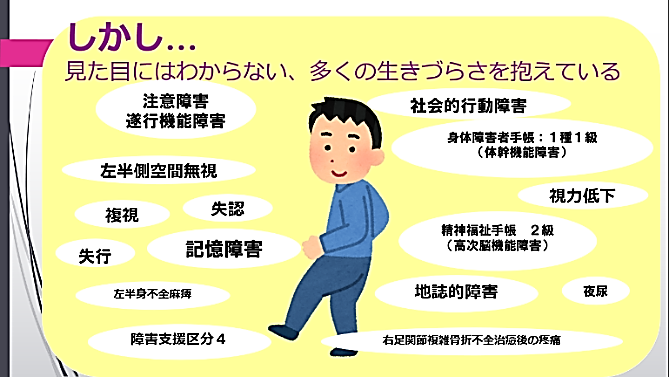 しかし…
見た目にはわからない、多くの生きづらさを抱えている
注意障害
遂行機能障害
左半側空間無視
複視
失認
失行
記憶障害
左半身不全麻痺
障害支援区分４
社会的行動障害
身体障害者手帳：１種１級
（体幹機能障害）
視力低下
精神福祉手帳　２級
（高次脳機能障害）
地誌的障害
夜尿
右足関節複雑骨折不全治癒後の疼痛